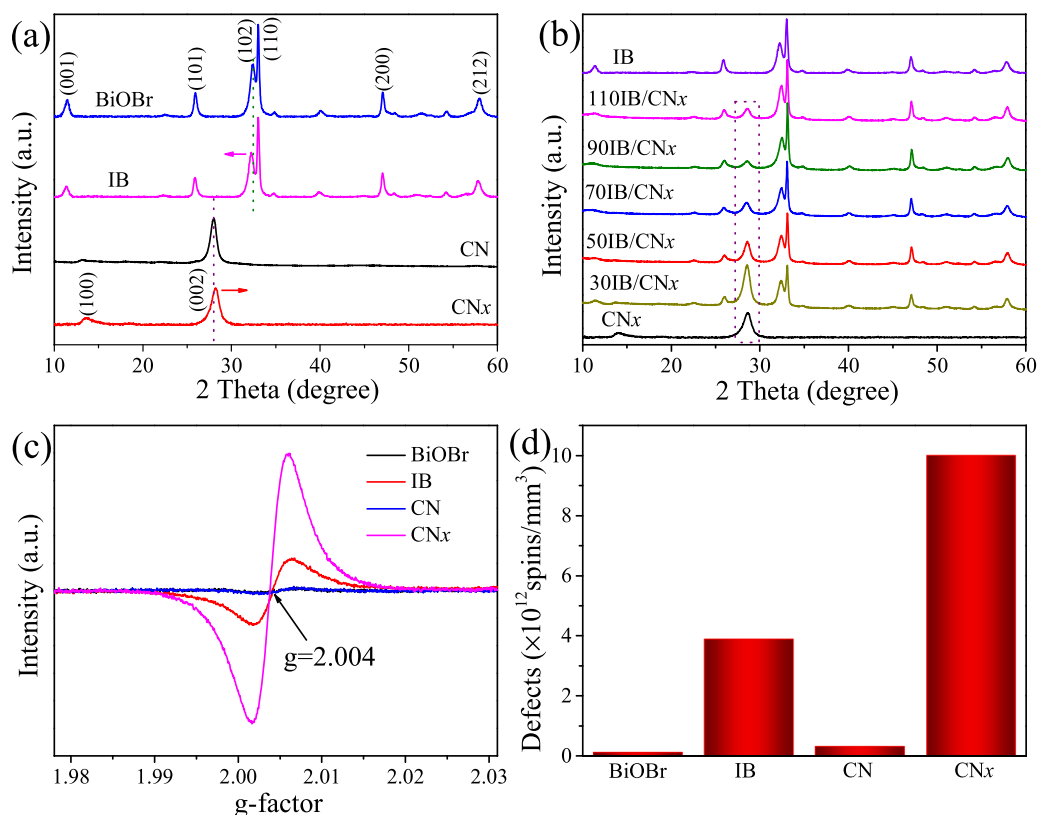 (a)
(001)
(101)
(102)
(110)
(200)
(212)
BiOBr
IB
CN
(100)
(002)
CNx
Intensity (a.u.)
10 20 30 40 50 60
2 Theta (degree)
(b)
IB
110IB/CNx
90IB/CNx
70IB/CNx
50IB/CNx
30IB/CNx
CNx
Intensity (a.u.)
10 20 30 40 50 60
2 Theta (degree)
(c)
BiOBr
IB
CN
CNx
g=2.004
Intensity (a.u.)
1.98 1.99 2.00 2.01 2.02 2.03
g-factor
(d)
Defects (×10¹² spins/mm³)
10
8
6
4
2
0
BiOBr IB CN CNx